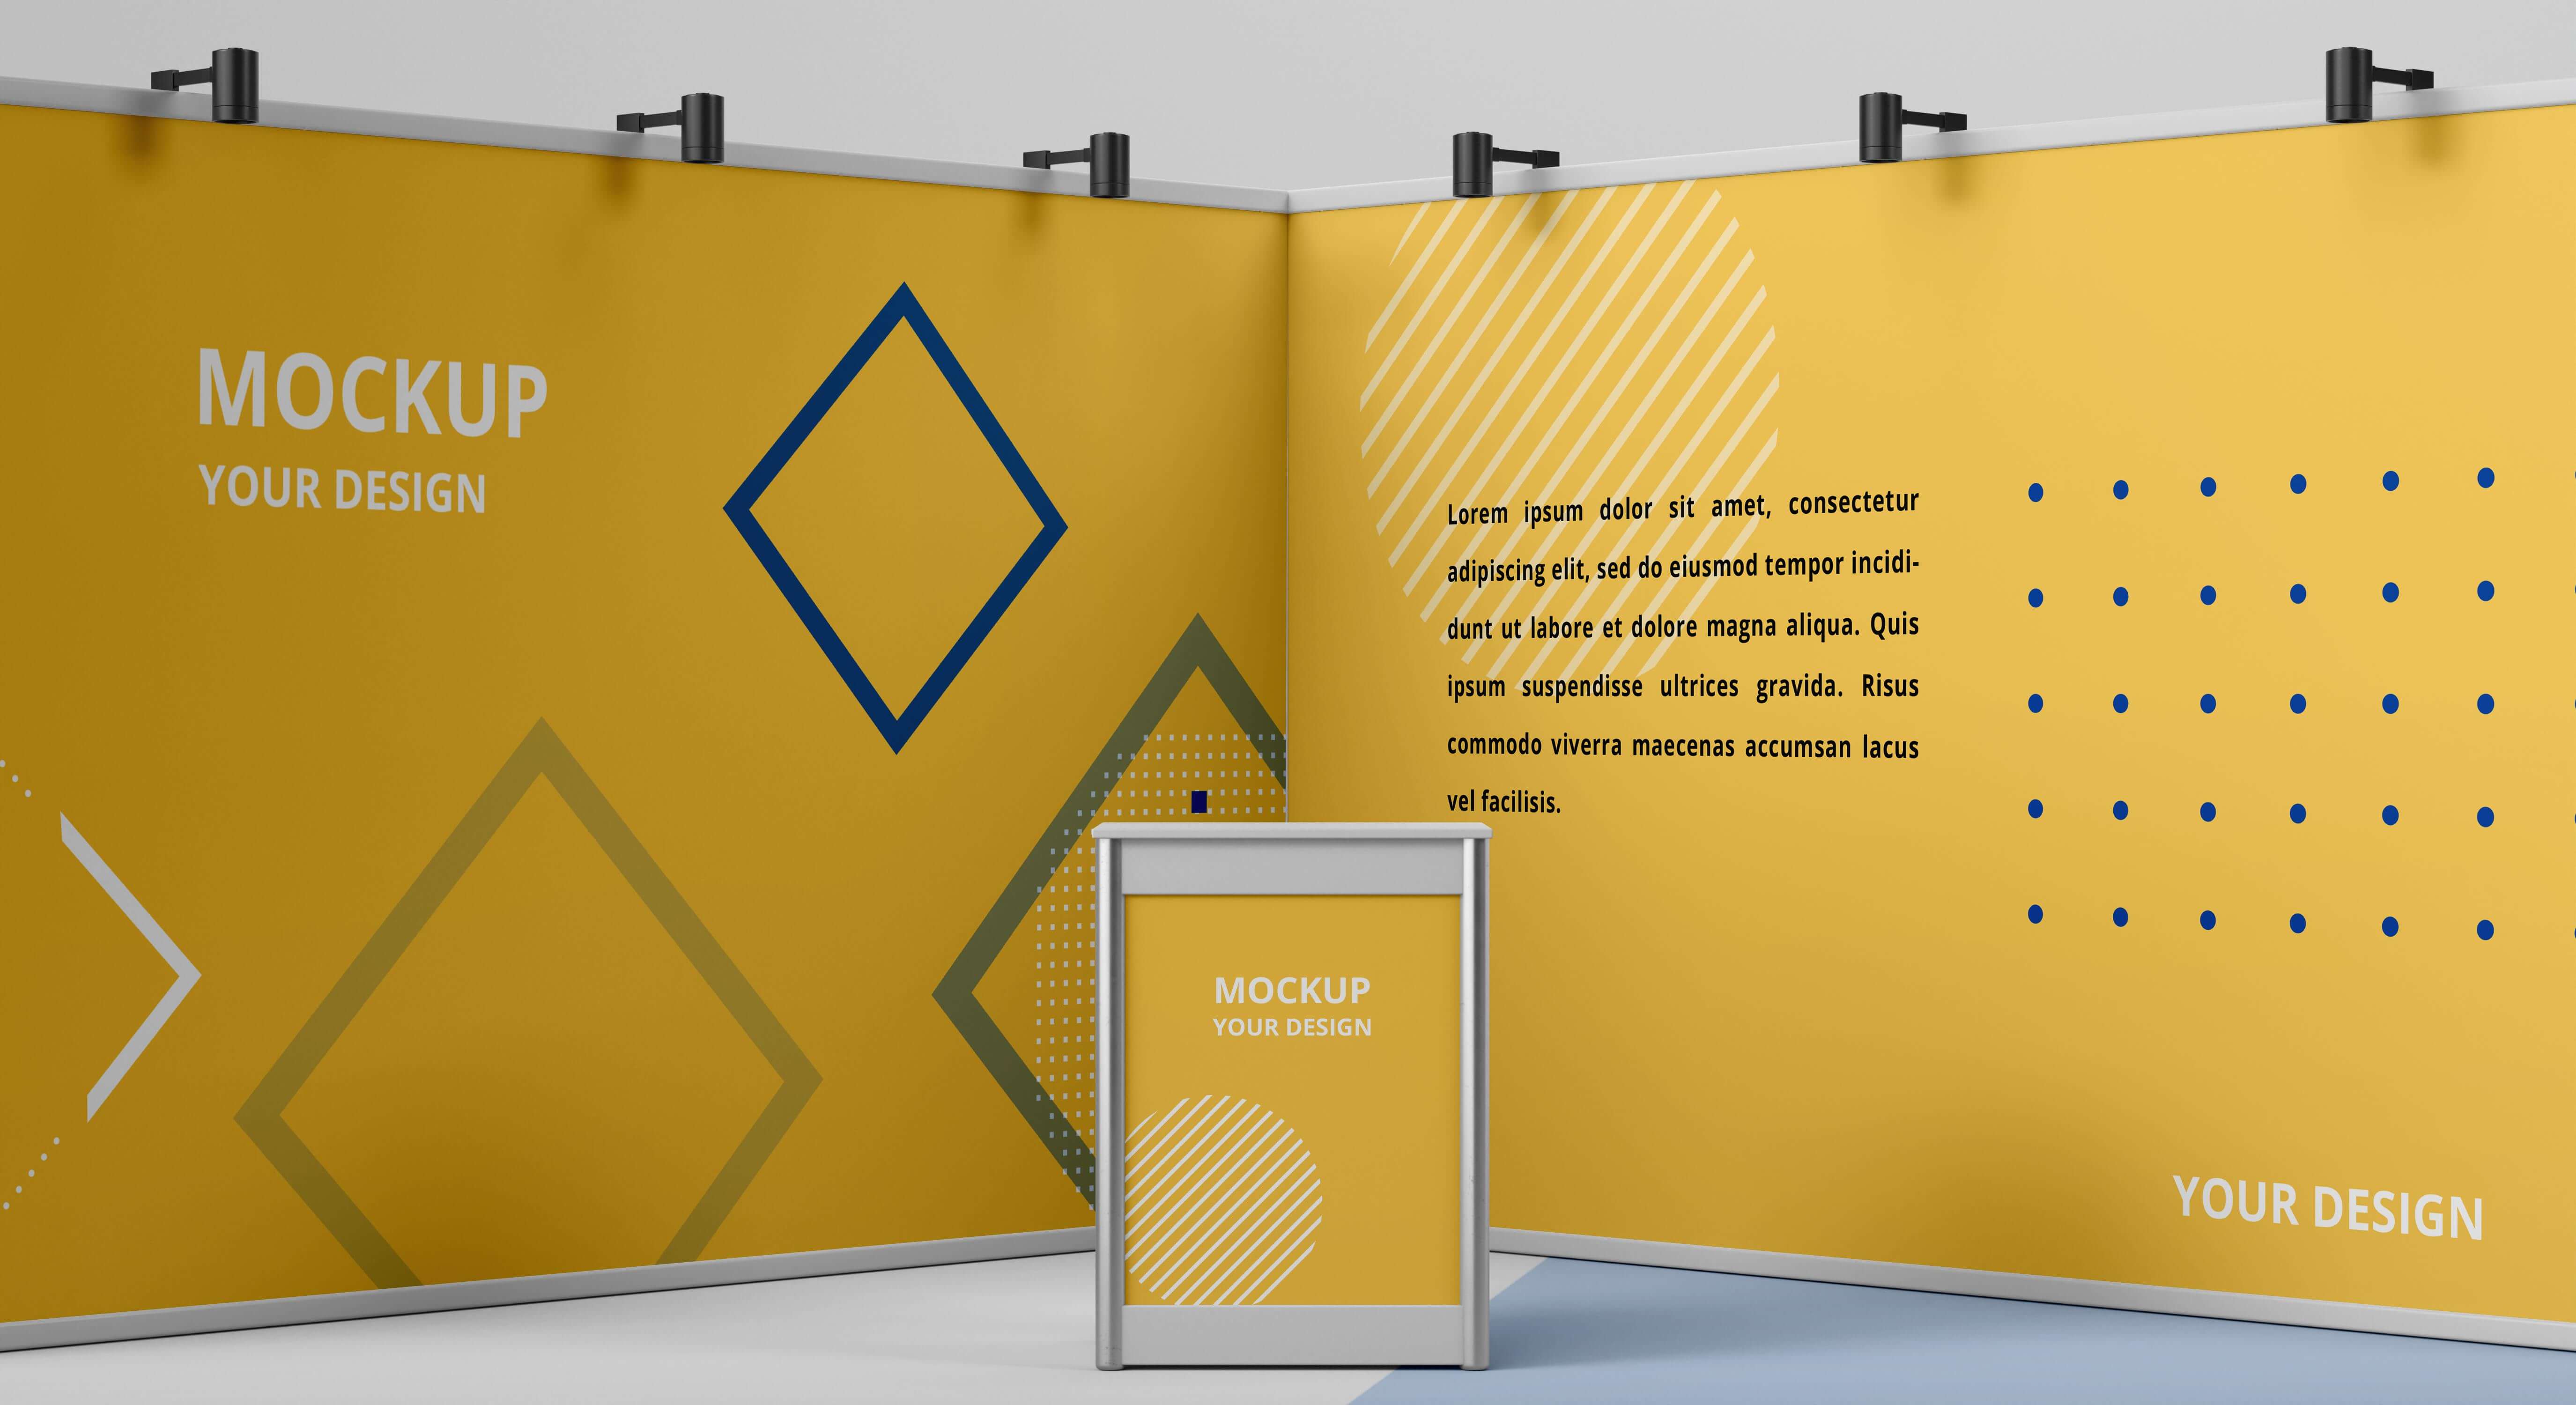 MOCKUP
YOUR DESIGN
Lorem ipsum dolor sit amet, consectetur
adipiscing elit, sed do eiusmod tempor incidi-
dunt ut labore et dolore magna aliqua. Quis
ipsum suspendisse ultrices gravida. Risus
commodo viverra maecenas accumsan lacus
vel facilisis.
MOCKUP
YOUR DESIGN
YOUR DESIGN